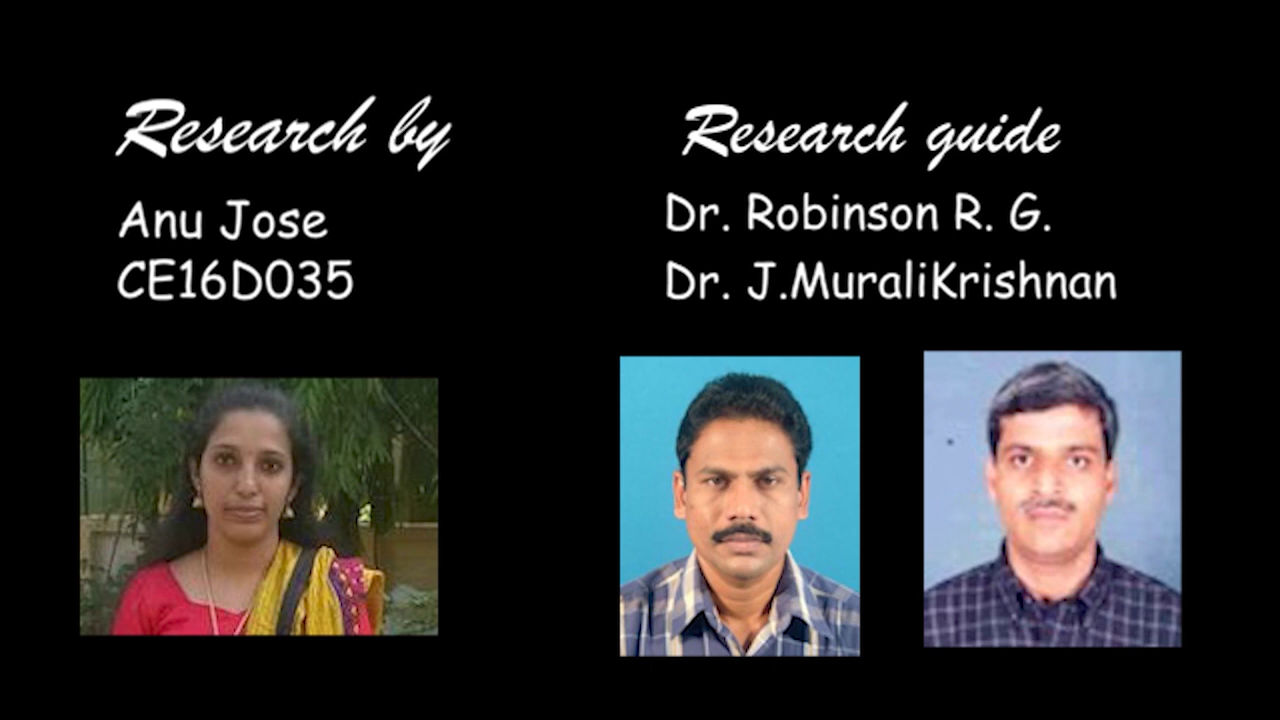 Research by
Anu Jose
CE16D035
Research guide
Dr. Robinson R. G.
Dr. J.MuraliKrishnan